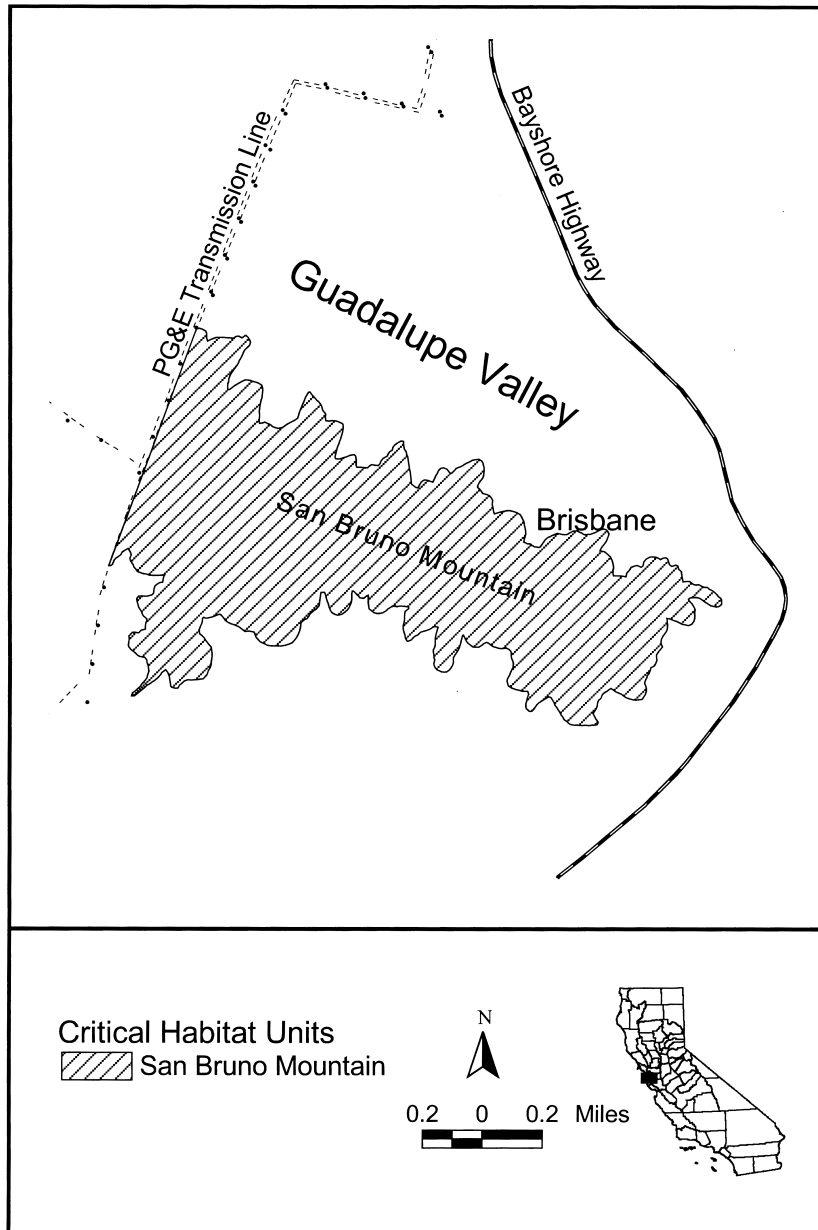 PG&E Transmission Line
Bayshore Highway
Guadalupe Valley
San Bruno Mountain
Brisbane
Critical Habitat Units
San Bruno Mountain
N
0.2 0 0.2 Miles